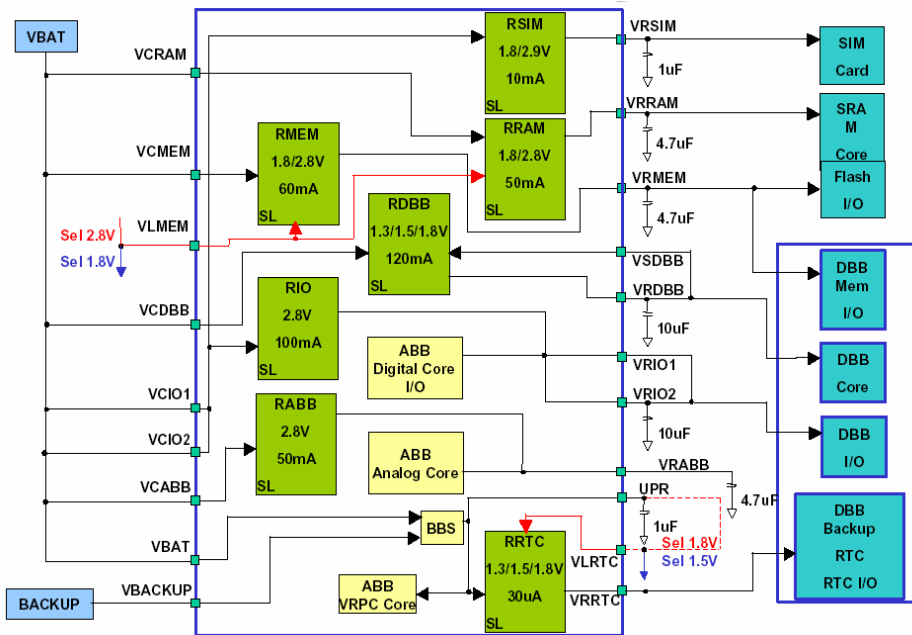 VBAT
VCRAM
RSIM
1.8/2.9V
10mA
SL
VRSIM
1uF
SIM
Card
VCMEM
RMEM
1.8/2.8V
60mA
SL
RRAM
1.8/2.8V
50mA
SL
VRRAM
4.7uF
SRA
M
Core
VRMEM
4.7uF
Flash
I/O
Sel 2.8V
Sel 1.8V
VLMEM
RDBB
1.3/1.5/1.8V
120mA
SL
VSDBB
VRDBB
10uF
DBB
Mem
I/O
VCDBB
RIO
2.8V
100mA
SL
ABB
Digital Core
I/O
VRIO1
VRIO2
10uF
DBB
Core
VCIO1
VCIO2
RABB
2.8V
50mA
SL
ABB
Analog Core
VRABB
4.7uF
DBB
I/O
VCABB
UPR
1uF
Sel 1.8V
Sel 1.5V
VBAT
BBS
RRTC
1.3/1.5/1.8V
30uA
SL
VLRTC
VRRTC
DBB
Backup
RTC
RTC I/O
BACKUP
VBACKUP
ABB
VRPC Core